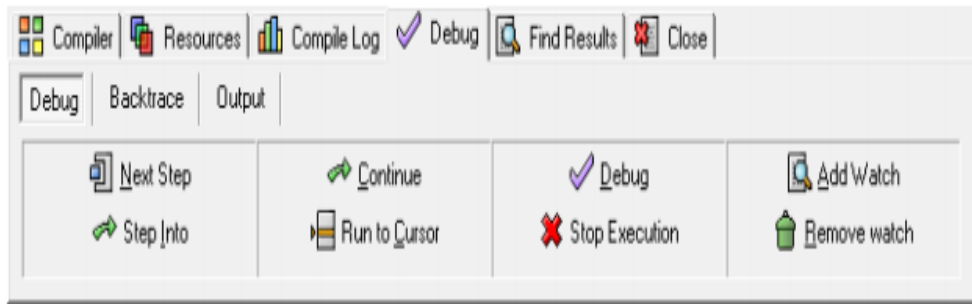 Compiler Resources Compile Log Debug Find Results Close
Debug Backtrace Output
Next Step Continue Debug Add Watch
Step Into Run to Cursor Stop Execution Remove watch